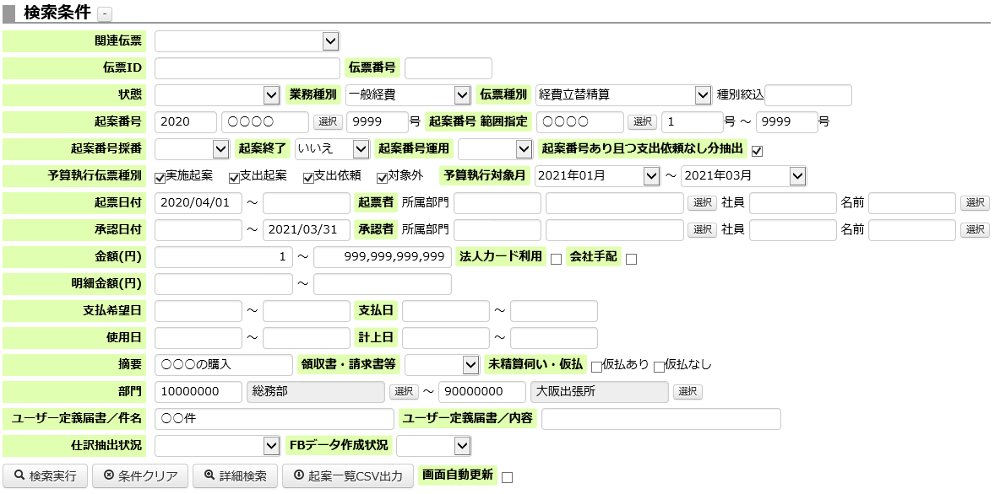 検索条件 -
関連伝票
伝票ID 伝票番号
状態 業務種別 一般経費 伝票種別 経費立替精算 種別絞込
起案番号 2020 ○○○○ 選択 9999 号 起案番号 範囲指定 ○○○○ 選択 1 号 ～ 9999 号
起案番号採番 起案終了 いいえ 起案番号運用 起案番号あり且つ支出依頼なし分抽出
予算執行伝票種別 実施起案 支出起案 支出依頼 対象外 予算執行対象月 2021年01月 ～ 2021年03月
起票日付 2020/04/01 ～ 起票者 所属部門 選択 社員 名前 選択
承認日付 ～ 2021/03/31 承認者 所属部門 選択 社員 名前 選択
金額(円) 1 ～ 999,999,999,999 法人カード利用 会社手配
明細金額(円) ～
支払希望日 ～ 支払日 ～
使用日 ～ 計上日 ～
摘要 ○○○の購入 領収書・請求書等 未精算伺い・仮払 仮払あり 仮払なし
部門 10000000 総務部 選択 ～ 90000000 大阪出張所 選択
ユーザー定義届書／件名 ○○件 ユーザー定義届書／内容
仕訳抽出状況 FBデータ作成状況
検索実行 条件クリア 詳細検索 起案一覧CSV出力 画面自動更新